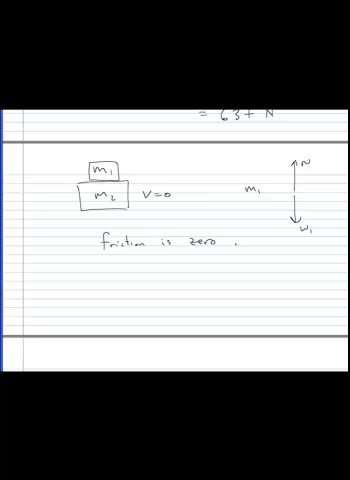 = 63+ N
m₁
m₂ V=0 m₁ N
W₁
friction is zero .